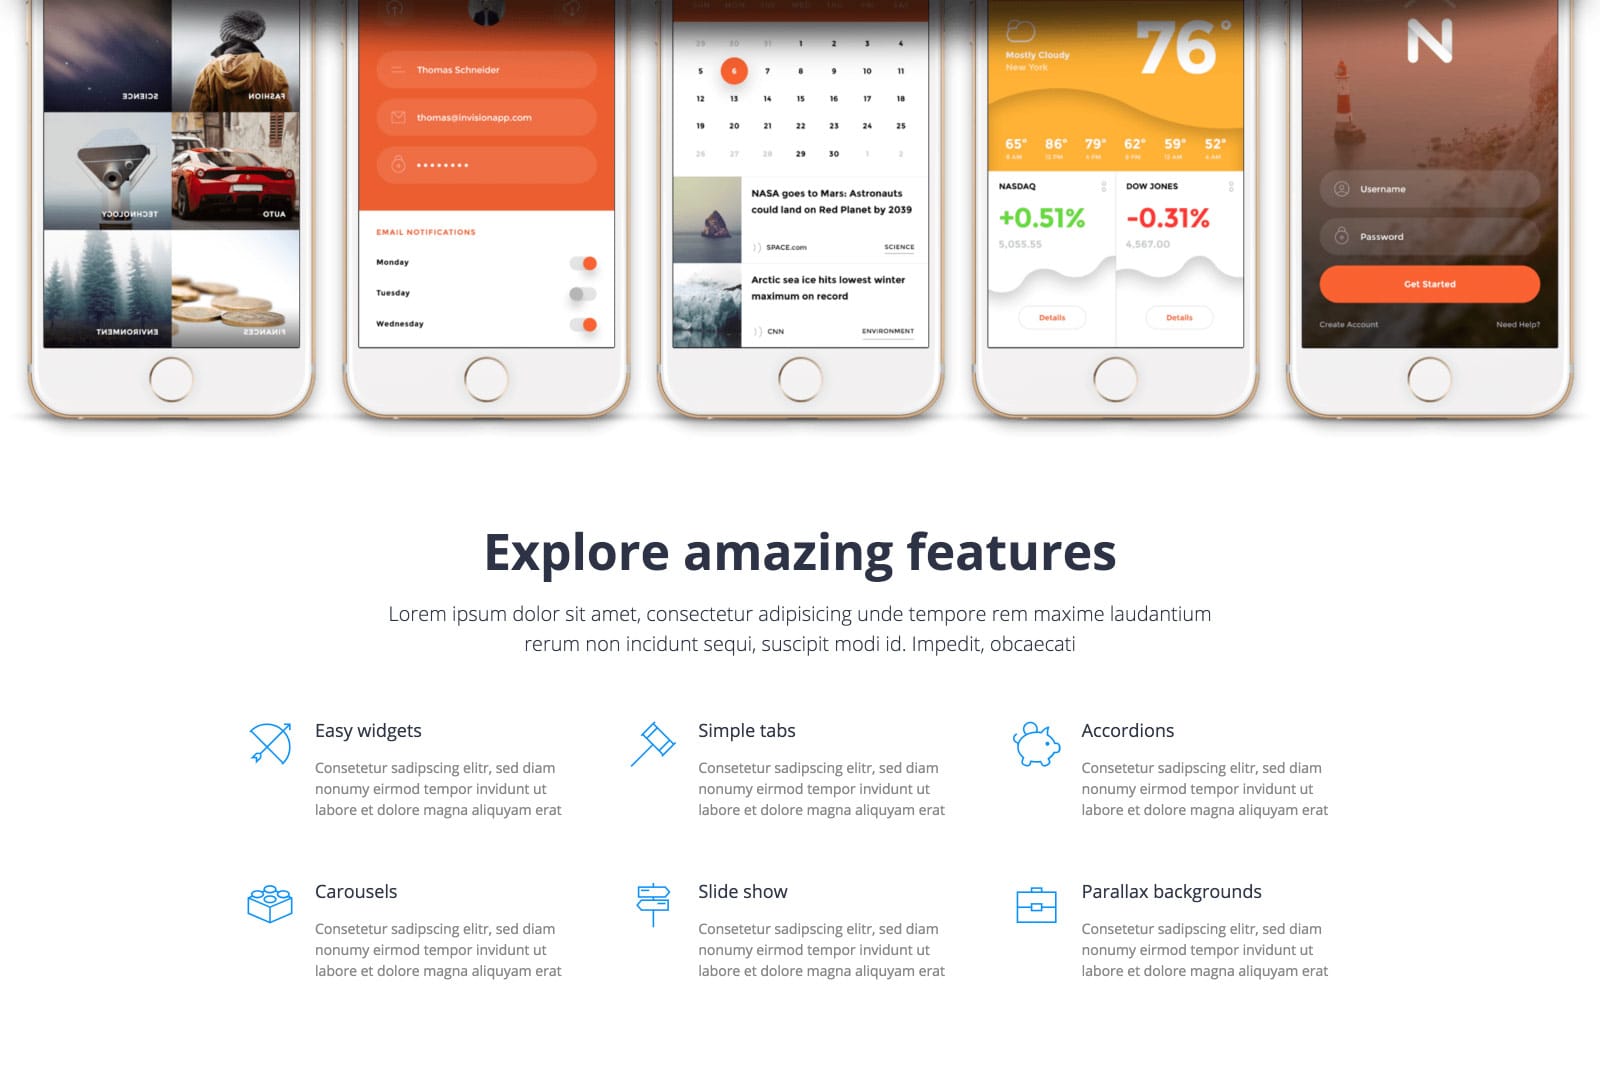 SCIENCE
FASHION
TECHNOLOGY
AUTO
ENVIRONMENT
FINANCES
Thomas Schneider
thomas@invisionapp.com
EMAIL NOTIFICATIONS
Monday
Tuesday
Wednesday
SUN MON TUE WED THU FRI SAT
29 30 31 1 2 3 4
5 6 7 8 9 10 11
12 13 14 15 16 17 18
19 20 21 22 23 24 25
26 27 28 29 30 1 2
NASA goes to Mars: Astronauts
could land on Red Planet by 2039
SPACE.com SCIENCE
Arctic sea ice hits lowest winter
maximum on record
CNN ENVIRONMENT
76°
Mostly Cloudy
New York
65° 86° 79° 62° 59° 52°
NASDAQ
+0.51%
5,055.55
Details
DOW JONES
-0.31%
4,567.00
Details
N
Username
Password
Get Started
Create Account Need Help?
Explore amazing features
Lorem ipsum dolor sit amet, consectetur adipisicing unde tempore rem maxime laudantium
rerum non incidunt sequi, suscipit modi id. Impedit, obcaecati
Easy widgets
Consetetur sadipscing elitr, sed diam
nonumy eirmod tempor invidunt ut
labore et dolore magna aliquyam erat
Simple tabs
Consetetur sadipscing elitr, sed diam
nonumy eirmod tempor invidunt ut
labore et dolore magna aliquyam erat
Accordions
Consetetur sadipscing elitr, sed diam
nonumy eirmod tempor invidunt ut
labore et dolore magna aliquyam erat
Carousels
Consetetur sadipscing elitr, sed diam
nonumy eirmod tempor invidunt ut
labore et dolore magna aliquyam erat
Slide show
Consetetur sadipscing elitr, sed diam
nonumy eirmod tempor invidunt ut
labore et dolore magna aliquyam erat
Parallax backgrounds
Consetetur sadipscing elitr, sed diam
nonumy eirmod tempor invidunt ut
labore et dolore magna aliquyam erat